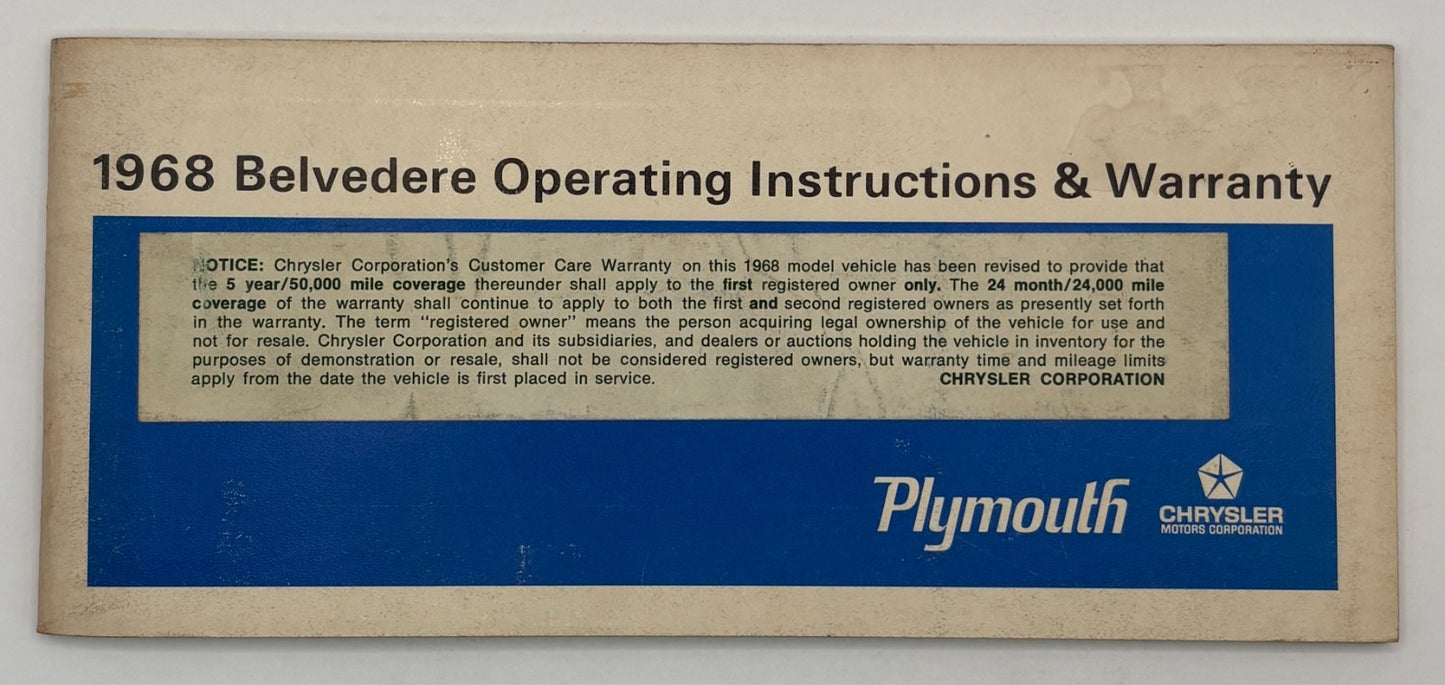 1968 Belvedere Operating Instructions & Warranty
NOTICE: Chrysler Corporation's Customer Care Warranty on this 1968 model vehicle has been revised to provide that
the 5 year/50,000 mile coverage thereunder shall apply to the first registered owner only. The 24 month/24,000 mile
coverage of the warranty shall continue to apply to both the first and second registered owners as presently set forth
in the warranty. The term "registered owner" means the person acquiring legal ownership of the vehicle for use and
not for resale. Chrysler Corporation and its subsidiaries, and dealers or auctions holding the vehicle in inventory for the
purposes of demonstration or resale, shall not be considered registered owners, but warranty time and mileage limits
apply from the date the vehicle is first placed in service. CHRYSLER CORPORATION
Plymouth
CHRYSLER
MOTORS CORPORATION